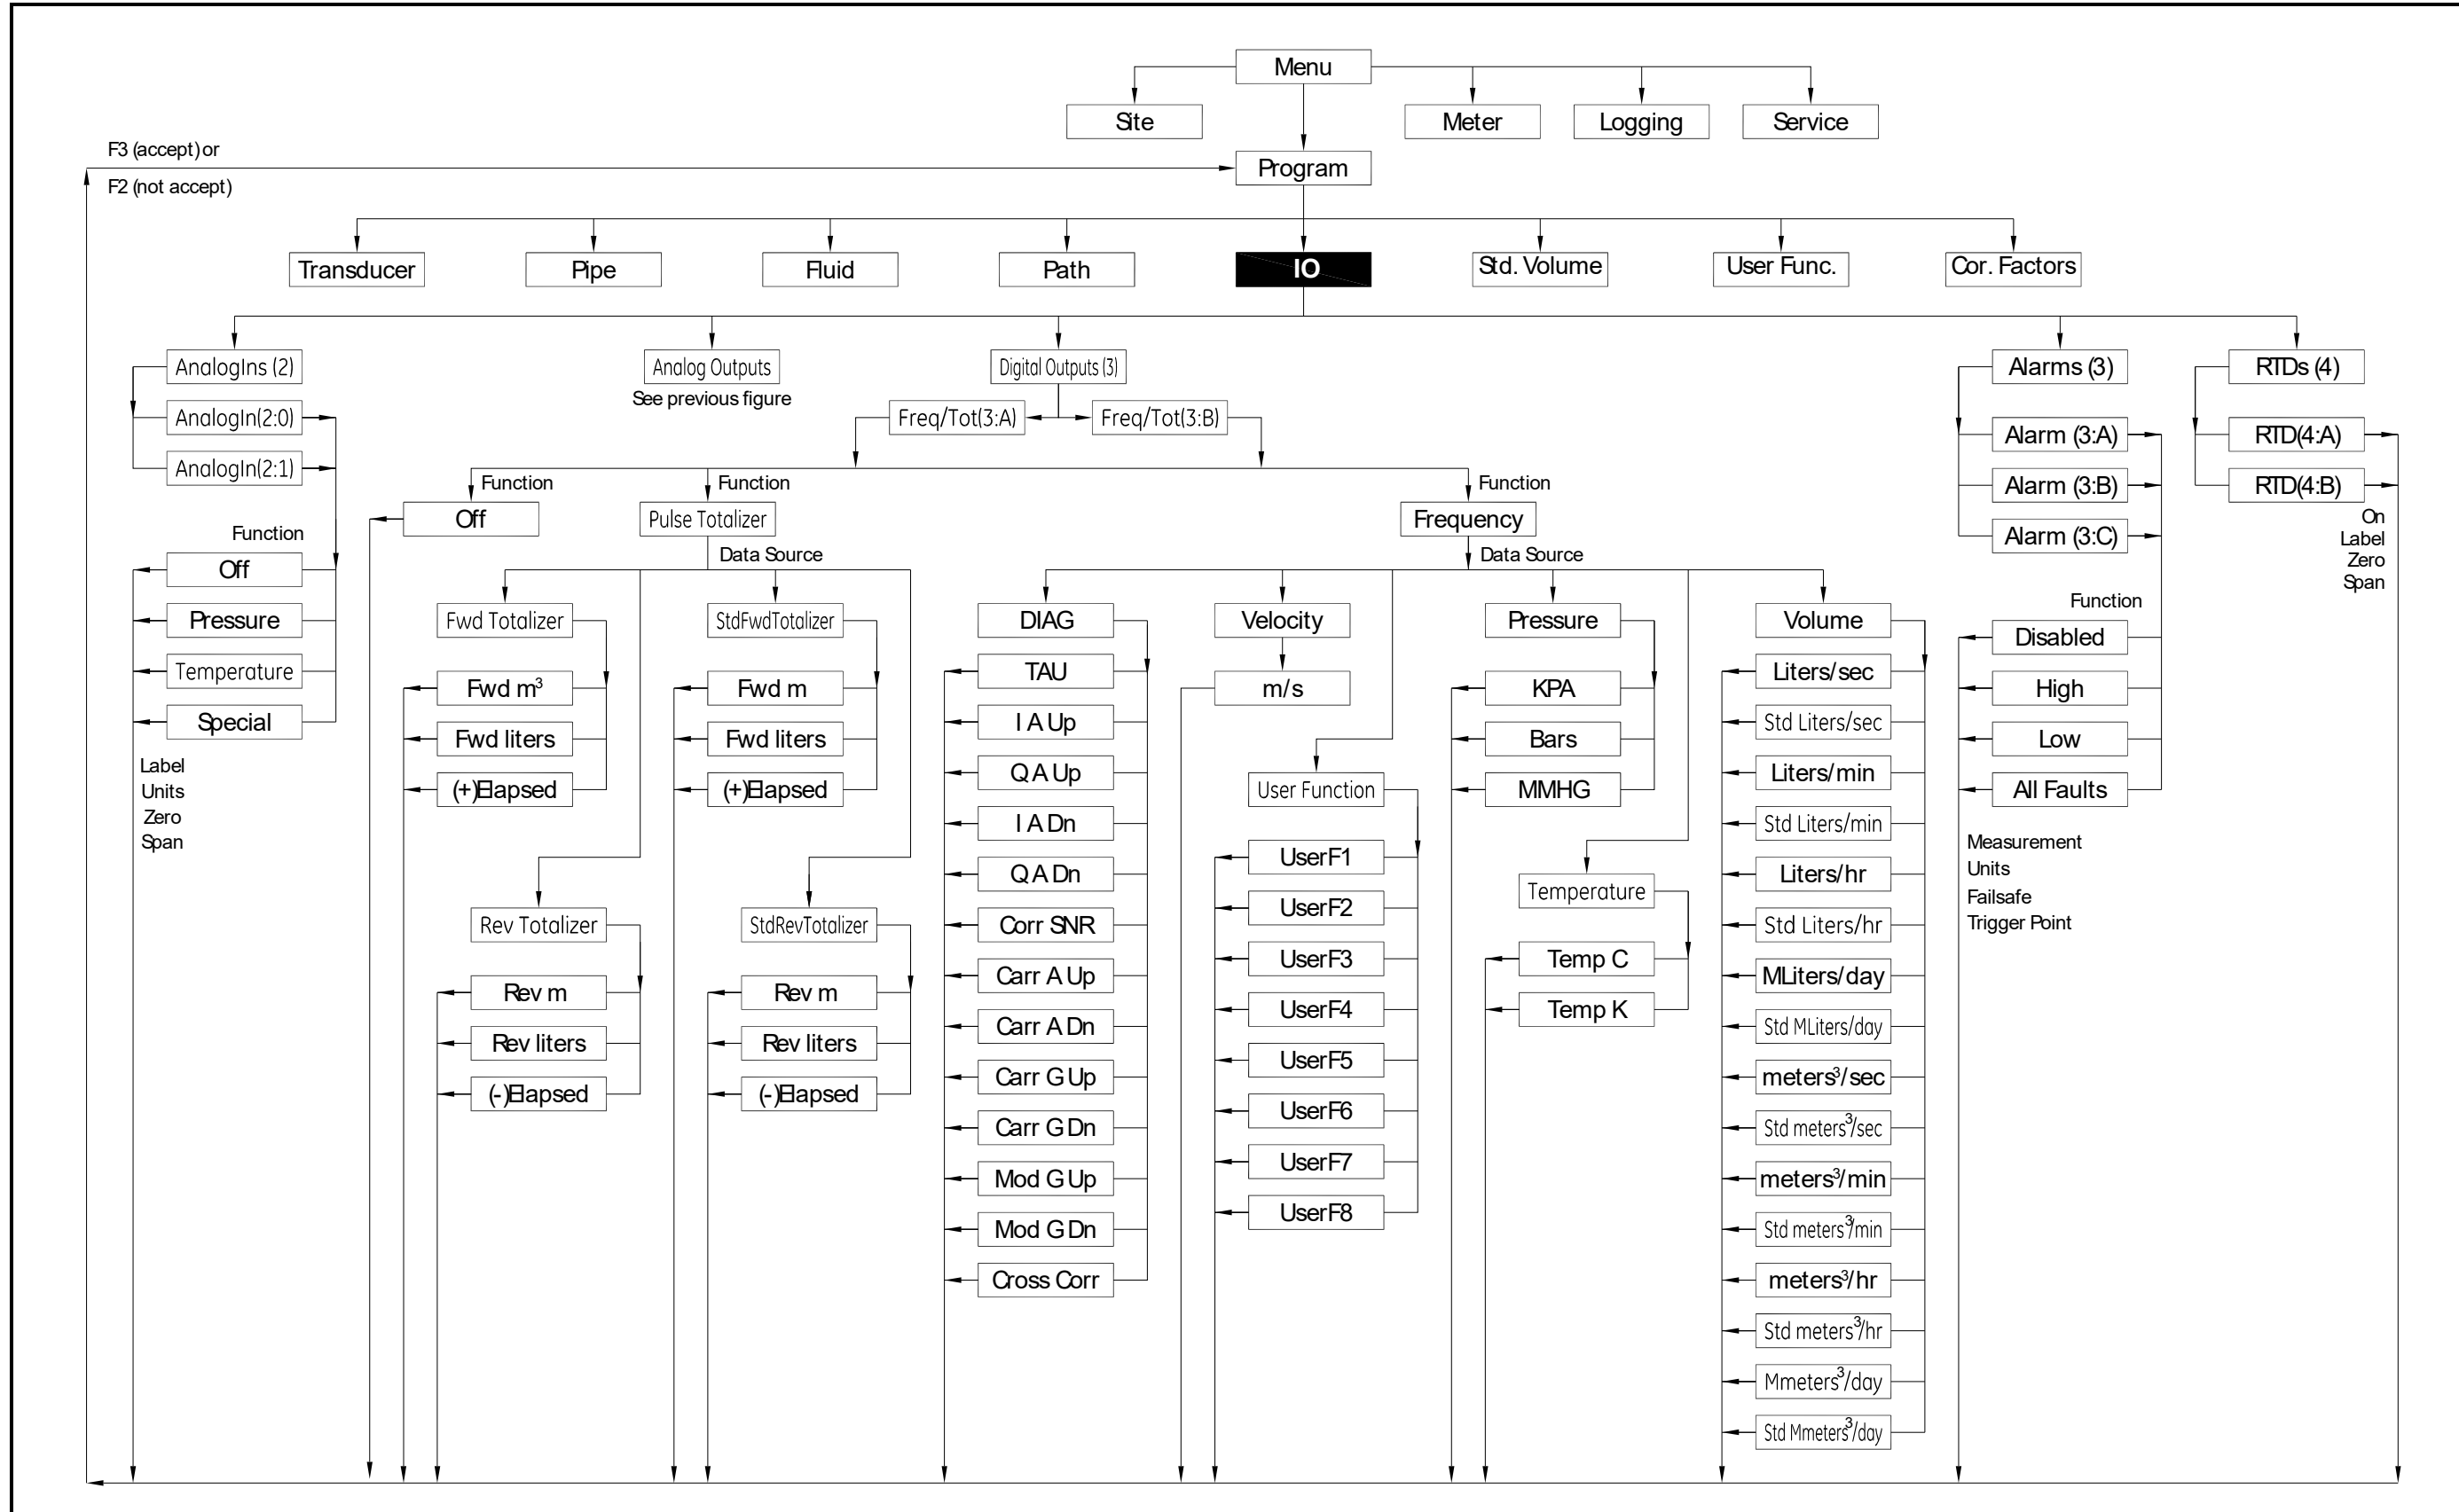 Menu
Site
Meter
Logging
Service
F3 (accept) or
F2 (not accept)
Program
Transducer
Pipe
Fluid
Path
IO
Std. Volume
User Func.
Cor. Factors
AnalogIns (2)
AnalogIn(2:0)
AnalogIn(2:1)
Function
Off
Pressure
Temperature
Special
Label
Units
Zero
Span
Analog Outputs
See previous figure
Digital Outputs (3)
Freq/Tot(3:A)
Freq/Tot(3:B)
Function
Off
Function
Pulse Totalizer
Data Source
Fwd Totalizer
Fwd m³
Fwd liters
(+)Elapsed
Rev Totalizer
Rev m
Rev liters
(-)Elapsed
StdFwdTotalizer
Fwd m
Fwd liters
(+)Elapsed
StdRevTotalizer
Rev m
Rev liters
(-)Elapsed
Function
Frequency
Data Source
DIAG
TAU
I A Up
Q A Up
I A Dn
Q A Dn
Corr SNR
Carr A Up
Carr A Dn
Carr G Up
Carr G Dn
Mod G Up
Mod G Dn
Cross Corr
Velocity
m/s
User Function
UserF1
UserF2
UserF3
UserF4
UserF5
UserF6
UserF7
UserF8
Pressure
KPA
Bars
MMHG
Temperature
Temp C
Temp K
Volume
Liters/sec
Std Liters/sec
Liters/min
Std Liters/min
Liters/hr
Std Liters/hr
MLiters/day
Std MLiters/day
meters³/sec
Std meters³/sec
meters³/min
Std meters³/min
meters³/hr
Std meters³/hr
Mmeters³/day
Std Mmeters³/day
Alarms (3)
Alarm (3:A)
Alarm (3:B)
Alarm (3:C)
Function
Disabled
High
Low
All Faults
Measurement
Units
Failsafe
Trigger Point
RTDs (4)
RTD(4:A)
RTD(4:B)
On
Label
Zero
Span